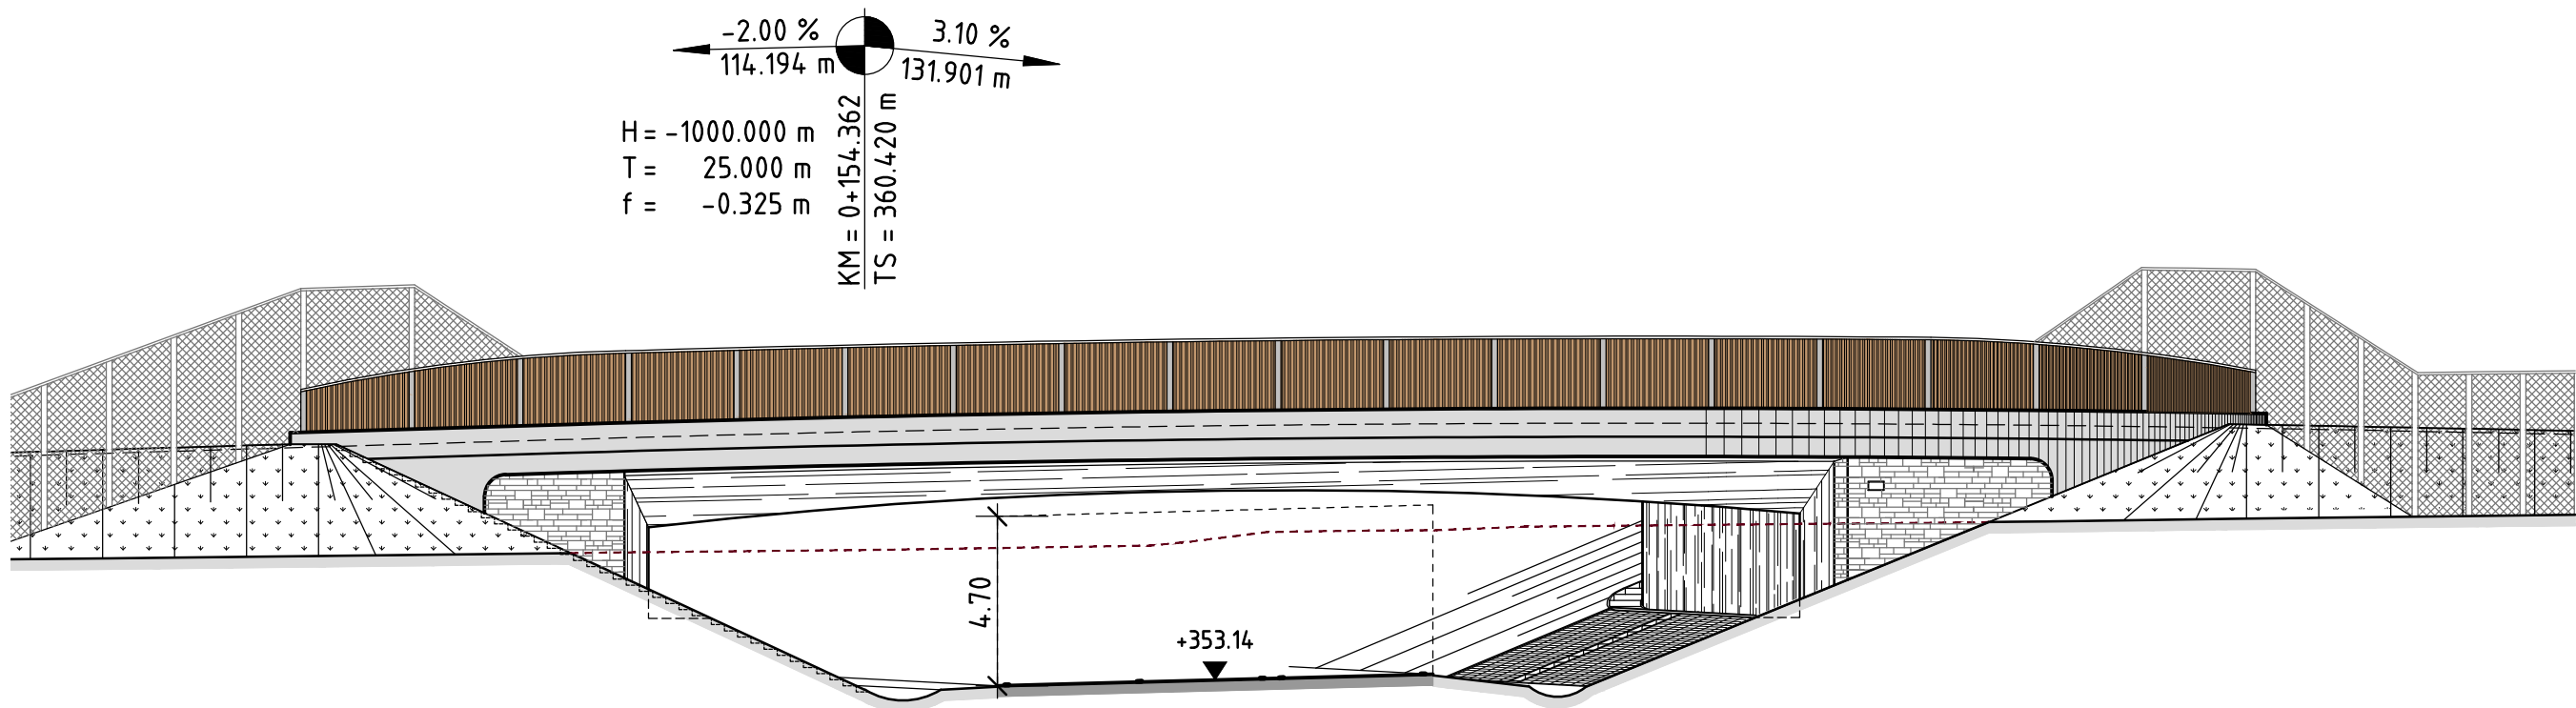 -2.00 % 3.10 %
114.194 m 131.901 m
H = -1000.000 m
T = 25.000 m
f = -0.325 m
KM = 0+154.362
TS = 360.420 m
4.70
+353.14